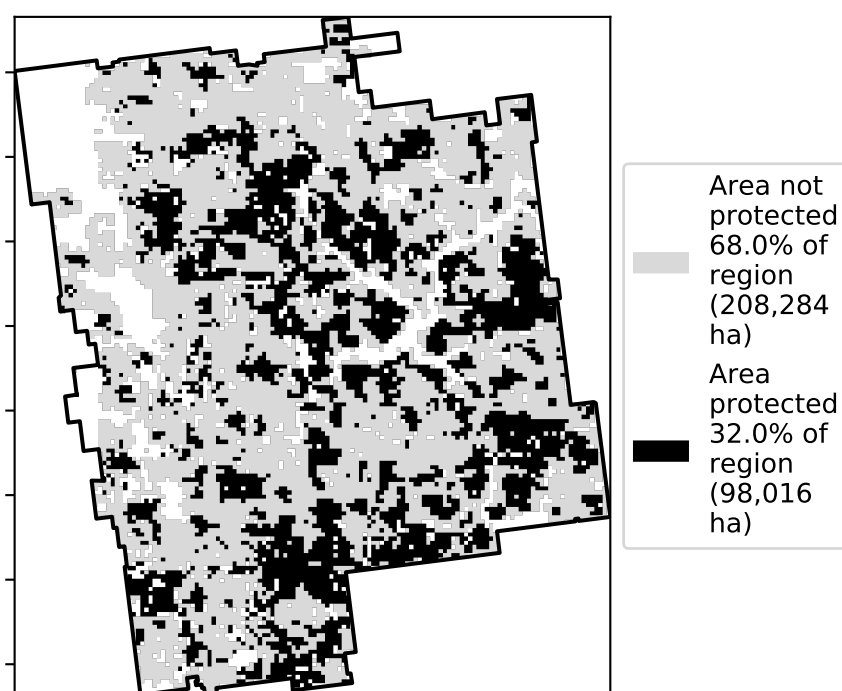 Area not
protected
68.0% of
region
(208,284
ha)
Area
protected
32.0% of
region
(98,016
ha)